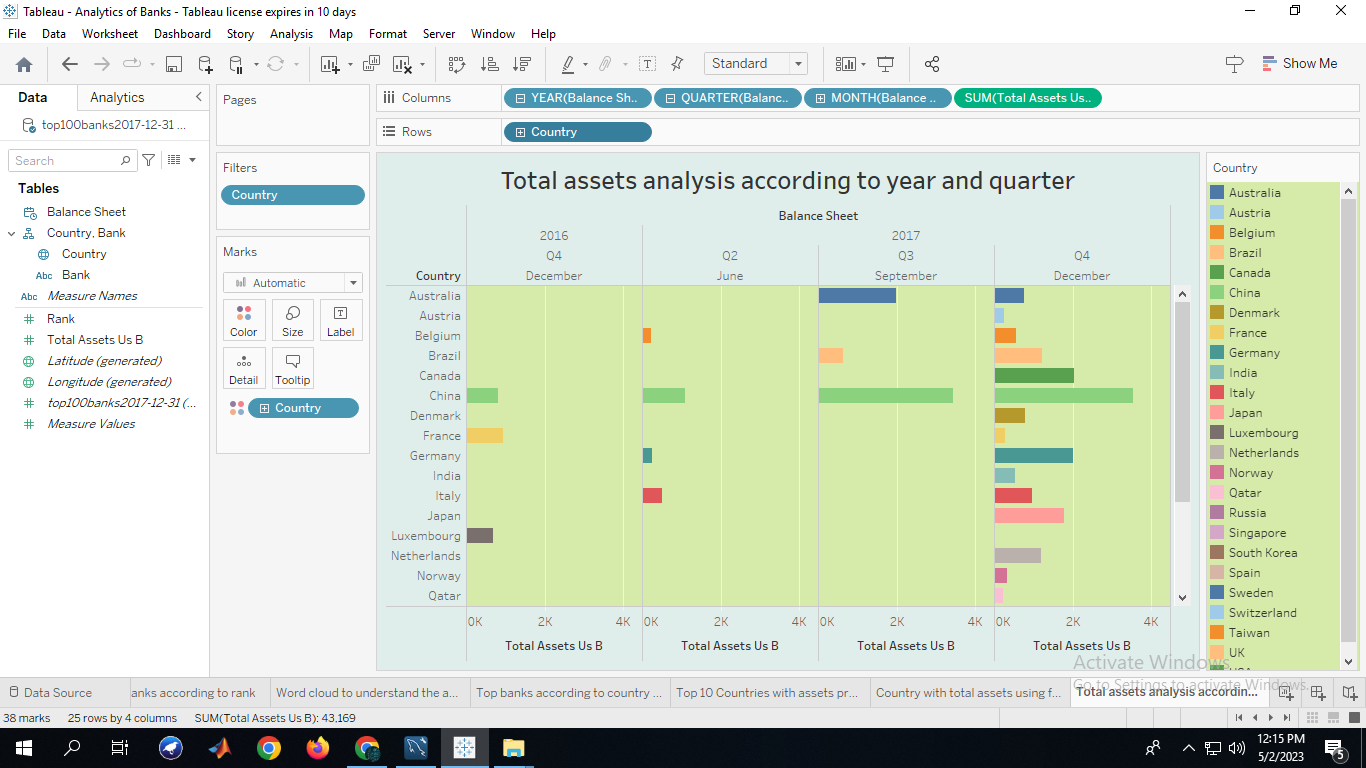 Tableau - Analytics of Banks - Tableau license expires in 10 days
File Data Worksheet Dashboard Story Analysis Map Format Server Window Help
Standard
Show Me
Data Analytics
top100banks2017-12-31 ...
Search
Tables
Balance Sheet
Country, Bank
Country
Abc Bank
Abc Measure Names
Rank
Total Assets Us B
Latitude (generated)
Longitude (generated)
top100banks2017-12-31 (...
Measure Values
Pages
Filters
Country
Marks
Automatic
Color Size Label
Detail Tooltip
Country
Columns YEAR(Balance Sh.. QUARTER(Balanc.. MONTH(Balance .. SUM(Total Assets Us..
Rows Country
Total assets analysis according to year and quarter
Balance Sheet
2016 2017
Q4 Q2 Q3 Q4
Country December June September December
Australia
Austria
Belgium
Brazil
Canada
China
Denmark
France
Germany
India
Italy
Japan
Luxembourg
Netherlands
Norway
Qatar
0K 2K 4K 0K 2K 4K 0K 2K 4K 0K 2K 4K
Total Assets Us B Total Assets Us B Total Assets Us B Total Assets Us B
Country
Australia
Austria
Belgium
Brazil
Canada
China
Denmark
France
Germany
India
Italy
Japan
Luxembourg
Netherlands
Norway
Qatar
Russia
Singapore
South Korea
Spain
Sweden
Switzerland
Taiwan
UK
Activate Windows
Go to Settings to activate Windows.
Data Source anks according to rank Word cloud to understand the a... Top banks according to country ... Top 10 Countries with assets pr... Country with total assets using f... Total assets analysis accordin...
38 marks 25 rows by 4 columns SUM(Total Assets Us B): 43,169
12:15 PM
5/2/2023
5